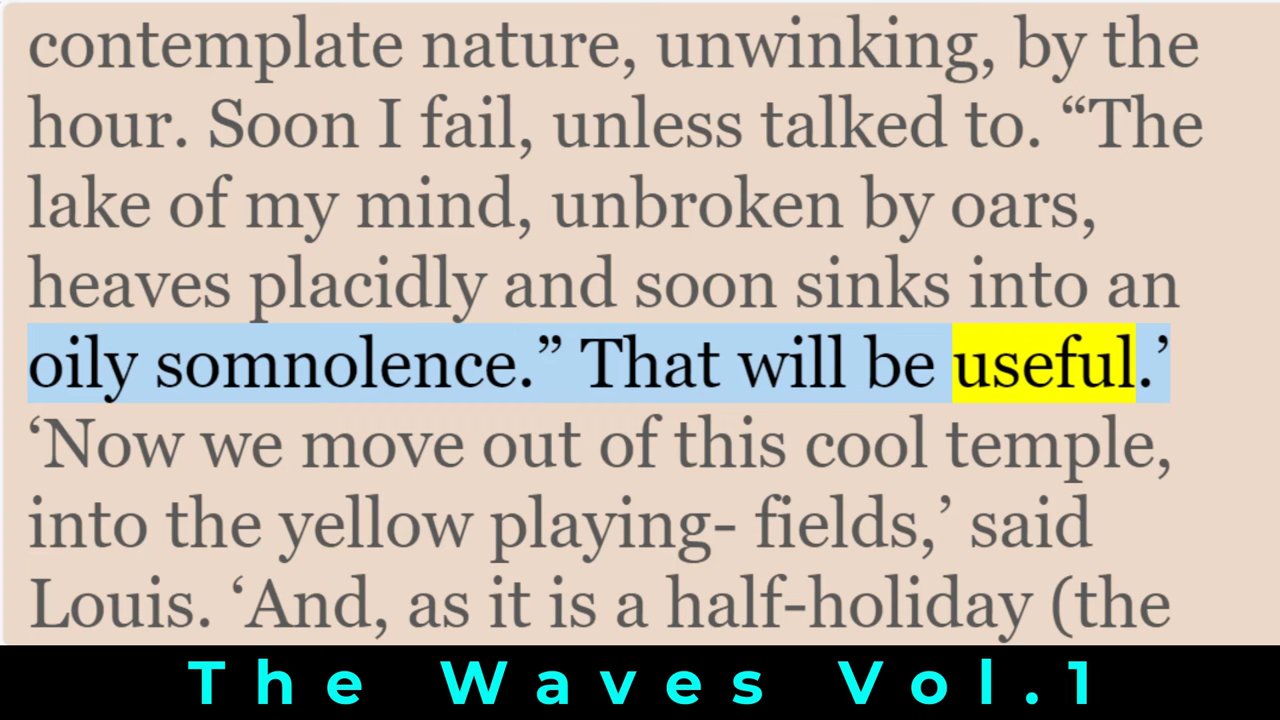 contemplate nature, unwinking, by the
hour. Soon I fail, unless talked to. “The
lake of my mind, unbroken by oars,
heaves placidly and soon sinks into an
oily somnolence.” That will be useful.’
‘Now we move out of this cool temple,
into the yellow playing- fields,’ said
Louis. ‘And, as it is a half-holiday (the
The Waves Vol.1